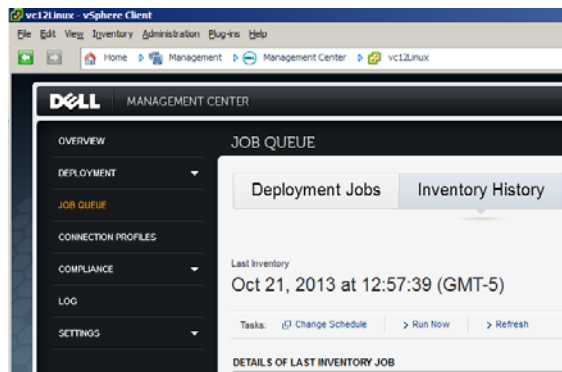 vc12Linux - vSphere Client
File Edit View Inventory Administration Plug-ins Help
Home Management Management Center vc12Linux
DELL MANAGEMENT CENTER
OVERVIEW
DEPLOYMENT
JOB QUEUE
CONNECTION PROFILES
COMPLIANCE
LOG
SETTINGS
JOB QUEUE
Deployment Jobs Inventory History
Last Inventory
Oct 21, 2013 at 12:57:39 (GMT-5)
Tasks: Change Schedule Run Now Refresh
DETAILS OF LAST INVENTORY JOB